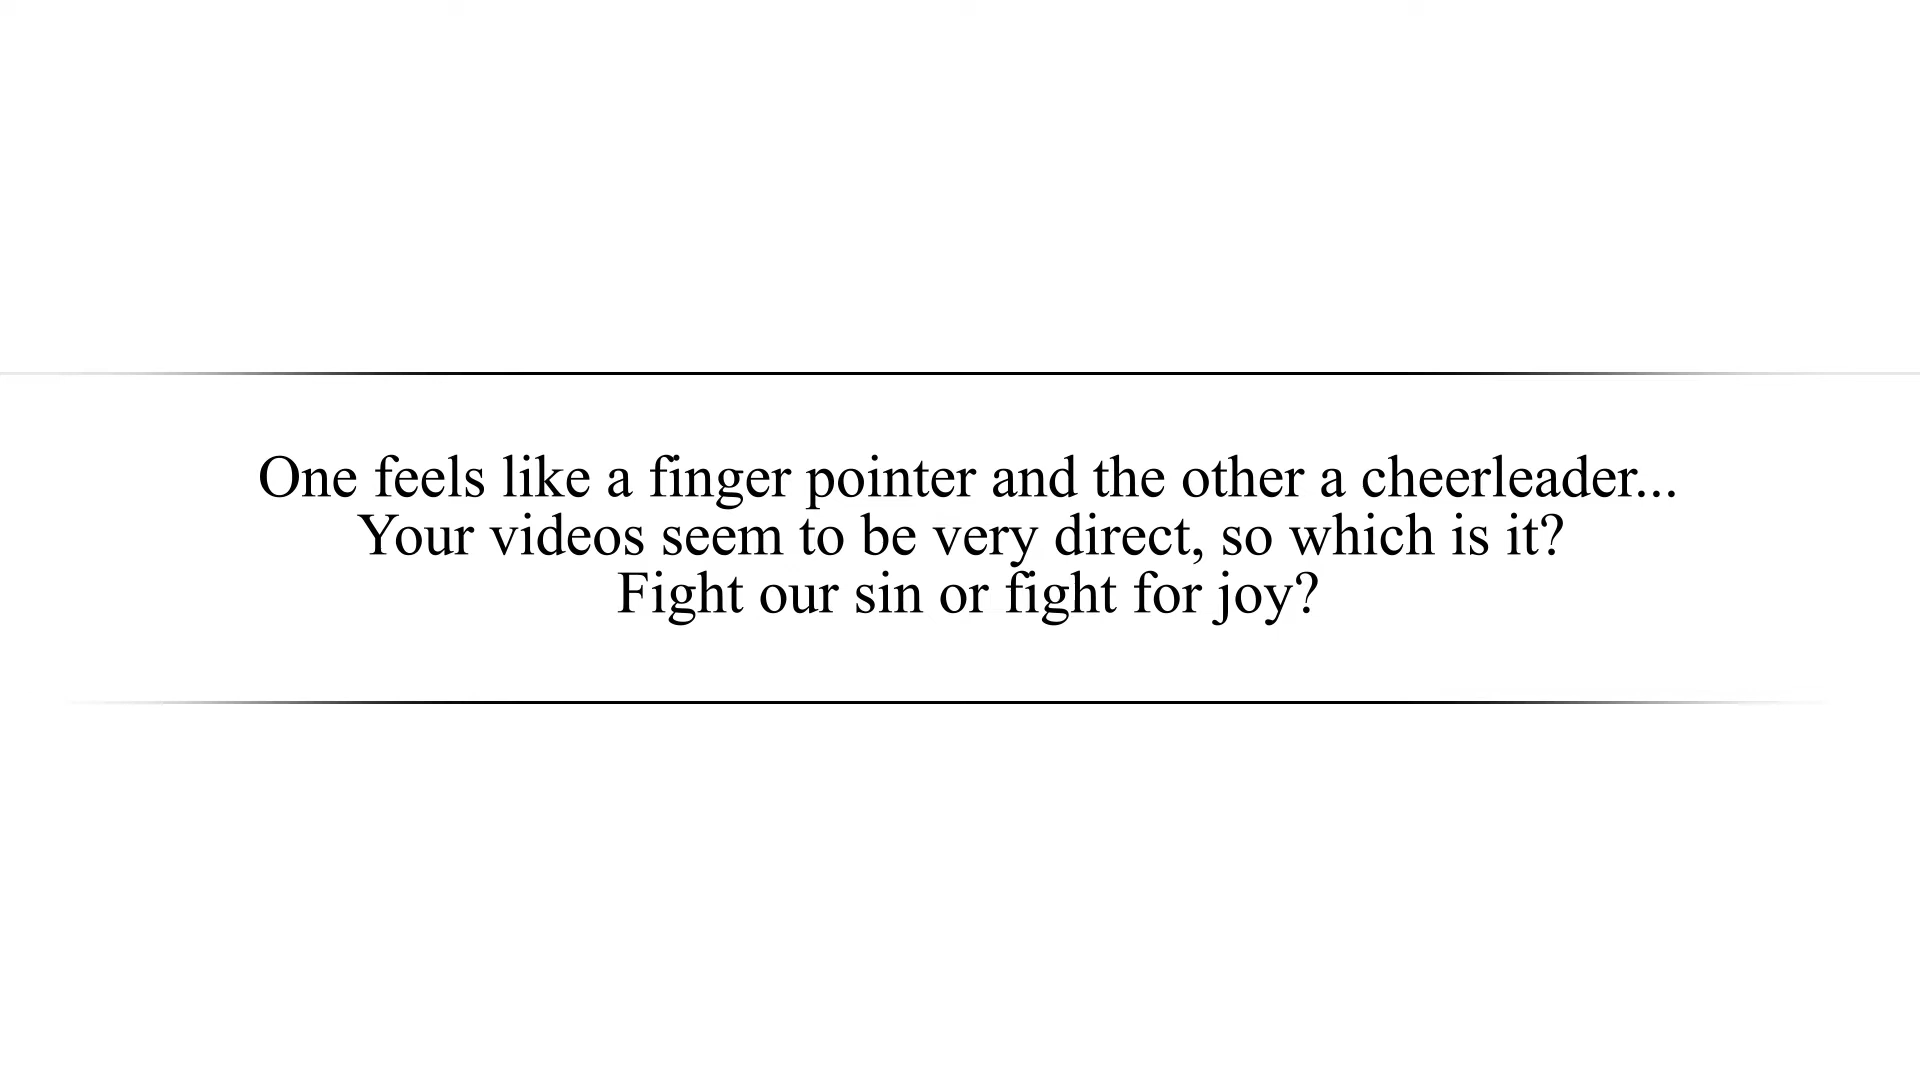 One feels like a finger pointer and the other a cheerleader...
Your videos seem to be very direct, so which is it?
Fight our sin or fight for joy?